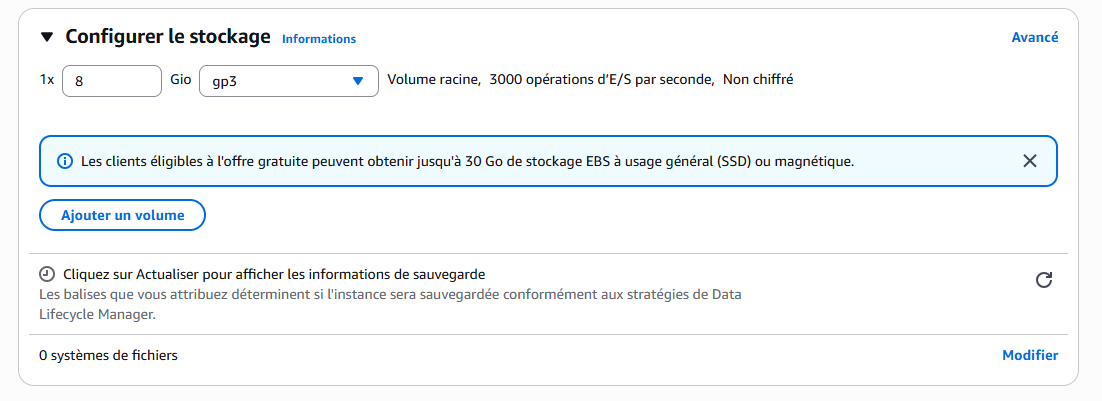 Configurer le stockage Informations Avancé
1x 8 Gio gp3 Volume racine, 3000 opérations d’E/S par seconde, Non chiffré
Les clients éligibles à l'offre gratuite peuvent obtenir jusqu'à 30 Go de stockage EBS à usage général (SSD) ou magnétique.
Ajouter un volume
Cliquez sur Actualiser pour afficher les informations de sauvegarde
Les balises que vous attribuez déterminent si l'instance sera sauvegardée conformément aux stratégies de Data
Lifecycle Manager.
0 systèmes de fichiers Modifier